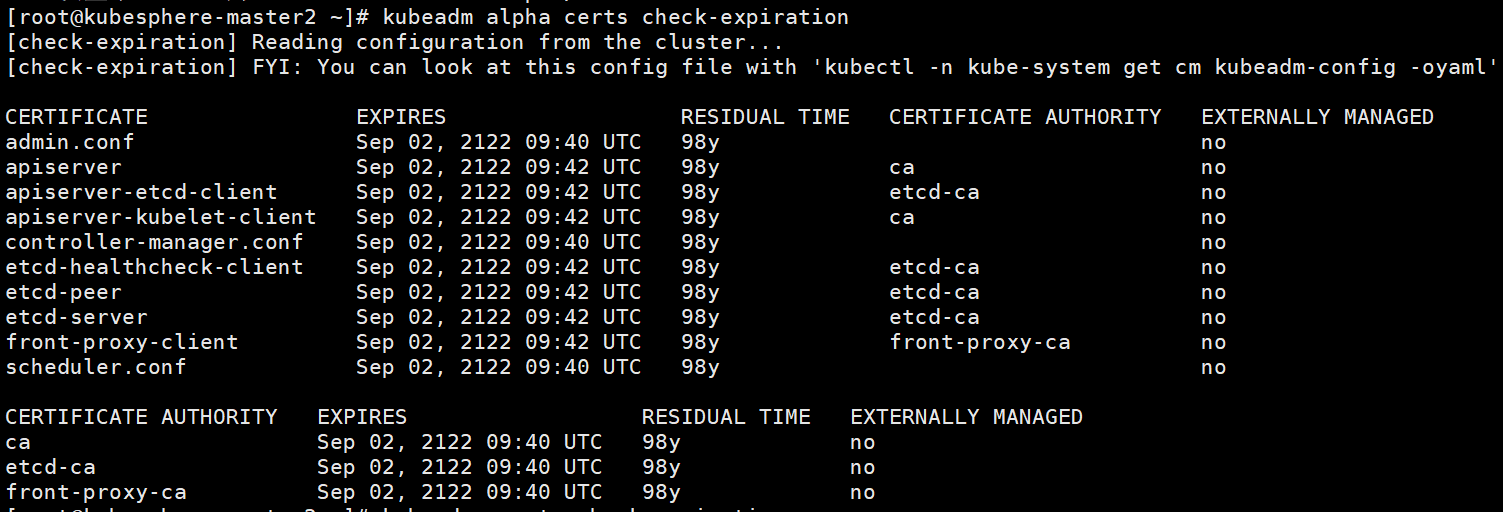 [root@kubesphere-master2 ~]# kubeadm alpha certs check-expiration
[check-expiration] Reading configuration from the cluster...
[check-expiration] FYI: You can look at this config file with 'kubectl -n kube-system get cm kubeadm-config -oyaml'
CERTIFICATE EXPIRES RESIDUAL TIME CERTIFICATE AUTHORITY EXTERNALLY MANAGED
admin.conf Sep 02, 2122 09:40 UTC 98y no
apiserver Sep 02, 2122 09:42 UTC 98y ca no
apiserver-etcd-client Sep 02, 2122 09:42 UTC 98y etcd-ca no
apiserver-kubelet-client Sep 02, 2122 09:42 UTC 98y ca no
controller-manager.conf Sep 02, 2122 09:40 UTC 98y no
etcd-healthcheck-client Sep 02, 2122 09:42 UTC 98y etcd-ca no
etcd-peer Sep 02, 2122 09:42 UTC 98y etcd-ca no
etcd-server Sep 02, 2122 09:42 UTC 98y etcd-ca no
front-proxy-client Sep 02, 2122 09:42 UTC 98y front-proxy-ca no
scheduler.conf Sep 02, 2122 09:40 UTC 98y no
CERTIFICATE AUTHORITY EXPIRES RESIDUAL TIME EXTERNALLY MANAGED
ca Sep 02, 2122 09:40 UTC 98y no
etcd-ca Sep 02, 2122 09:40 UTC 98y no
front-proxy-ca Sep 02, 2122 09:40 UTC 98y no